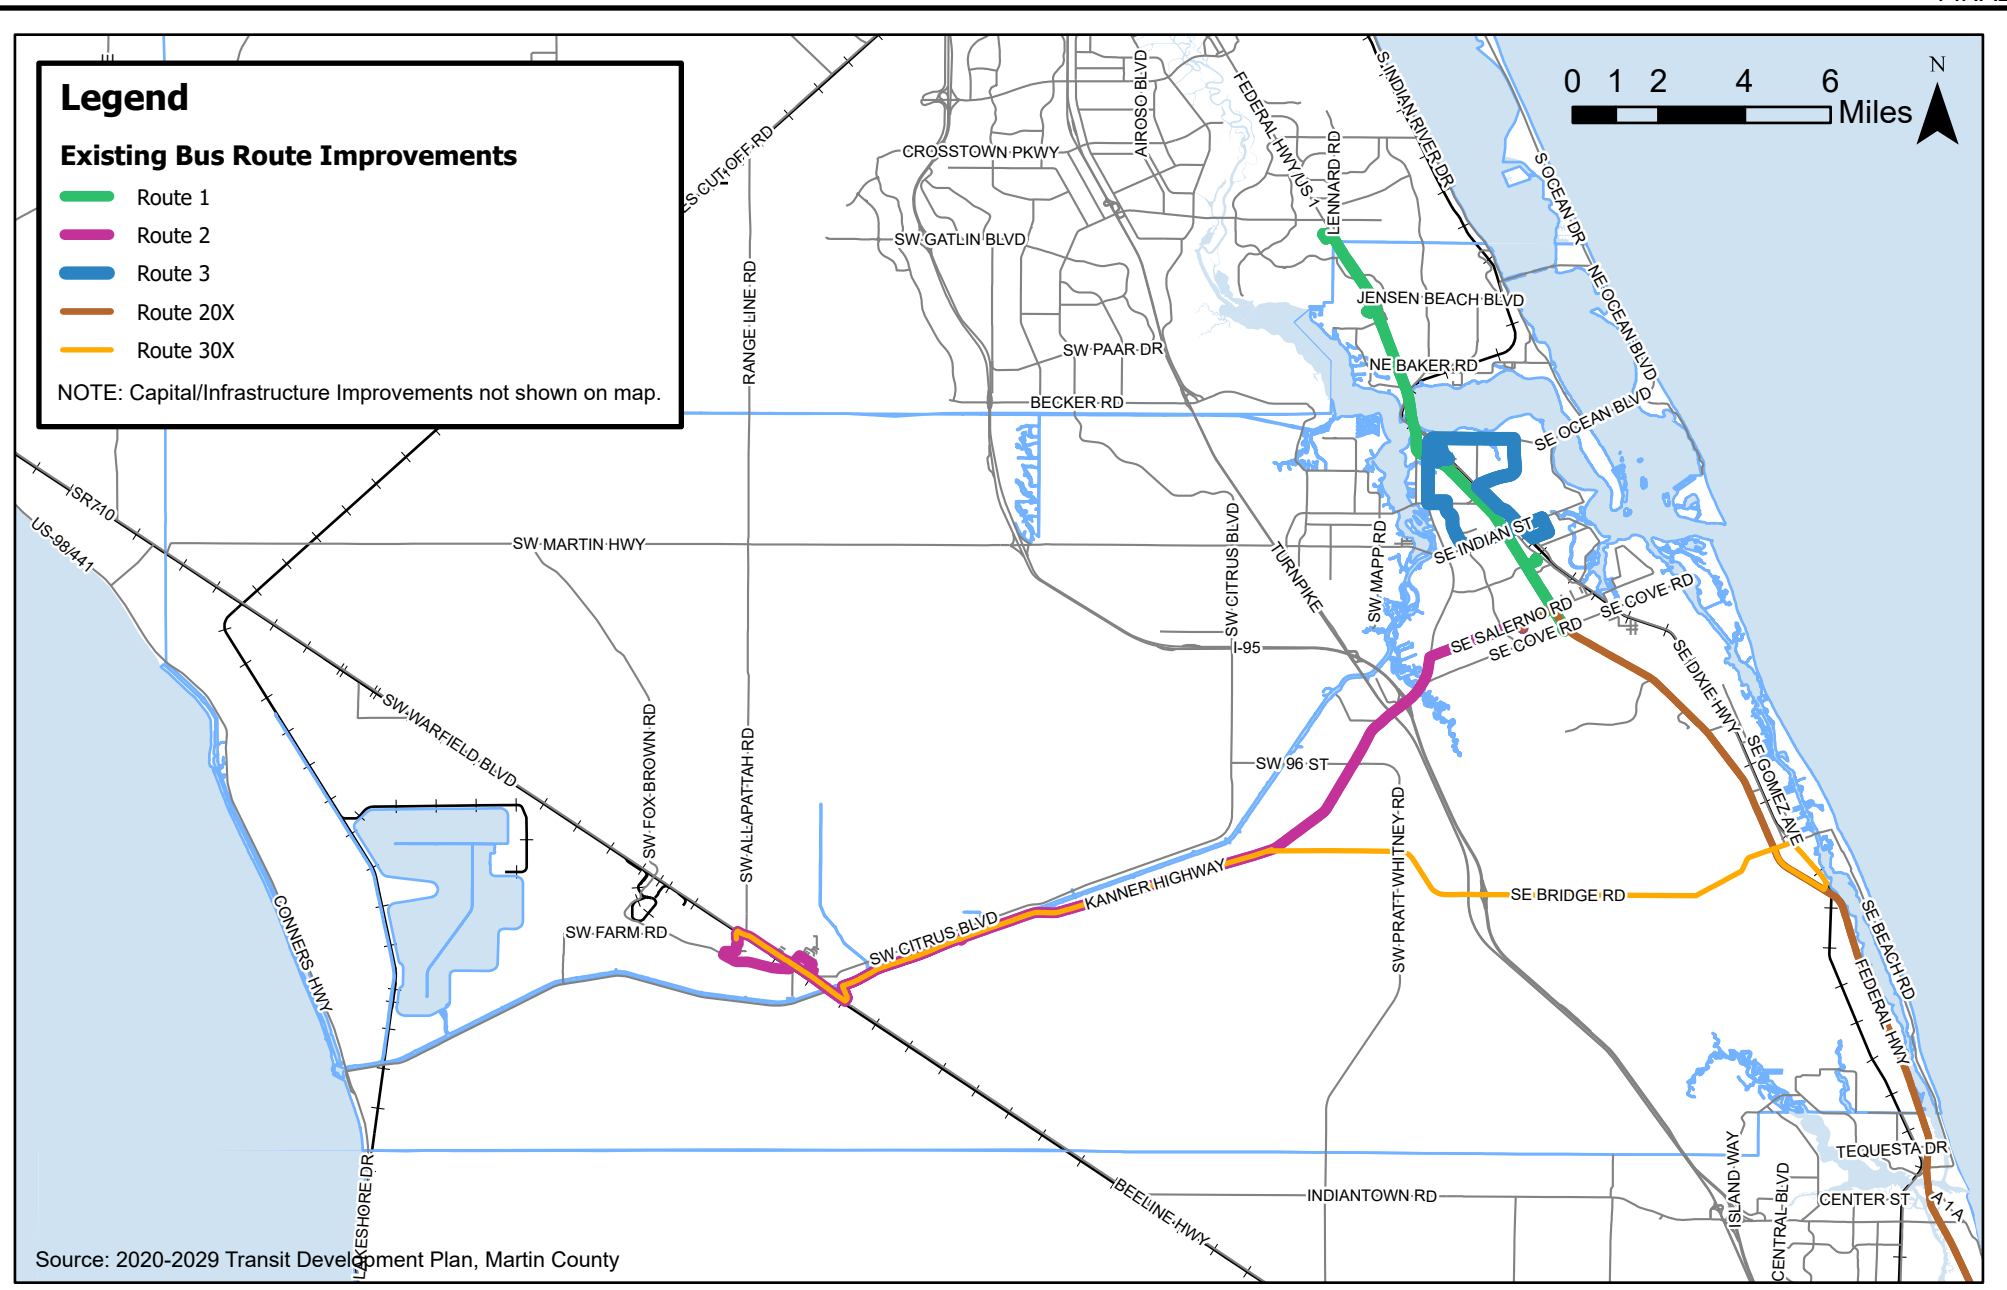 Legend
Existing Bus Route Improvements
Route 1
Route 2
Route 3
Route 20X
Route 30X
NOTE: Capital/Infrastructure Improvements not shown on map.
0 1 2 4 6
Miles
N
CROSSTOWN PKWY
AIROSO BLVD
FEDERAL HWY/US 1
LENNARD RD
S INDIAN RIVER DR
S OCEAN DR
NE OCEAN BLVD
SW GATLIN BLVD
RANGE LINE RD
JENSEN BEACH BLVD
SW PAAR DR
NE BAKER RD
BECKER RD
SE OCEAN BLVD
SR710
US-98/441
SW MARTIN HWY
SW CITRUS BLVD
TURNPIKE
SW MAPP RD
SE INDIAN ST
SE SALERNO RD
SE COVE RD
SE COVE RD
I-95
SE DIXIE HWY
SW WARFIELD BLVD
SW FOX BROWN RD
SW ALLAPATTAH RD
SW 96 ST
SE GOMEZ AVE
SW PRATT WHITNEY RD
KANNER HIGHWAY
SE BRIDGE RD
SW CITRUS BLVD
SW FARM RD
CONNERS HWY
SE BEACH RD
FEDERAL HWY
TEQUESTA DR
ISLAND WAY
CENTRAL BLVD
CENTER ST
A1A
INDIANTOWN RD
BEELINE HWY
LAKESHORE DR
Source: 2020-2029 Transit Development Plan, Martin County